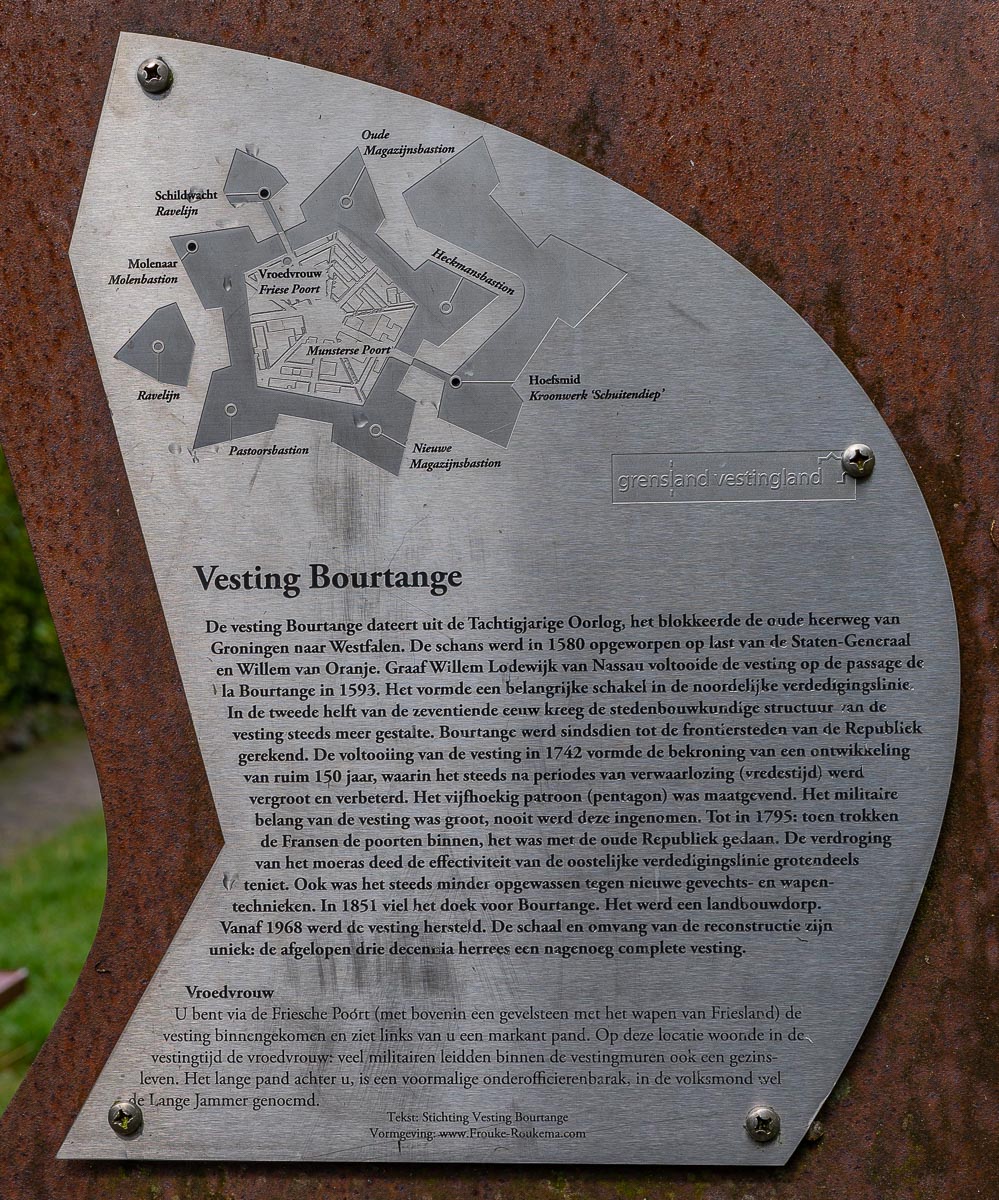 Oude
Magazijnsbastion
Schildwacht
Ravelijn
Heckmansbastion
Molenaar
Molenbastion
Vroedvrouw
Friese Poort
Munsterse Poort
Hoefsmid
Kroonwerk 'Schuitendiep'
Ravelijn
Pastoorsbastion
Nieuwe
Magazijnsbastion
grensland vestingland
Vesting Bourtange
De vesting Bourtange dateert uit de Tachtigjarige Oorlog, het blokkeerde de oude heerweg van
Groningen naar Westfalen. De schans werd in 1580 opgeworpen op last van de Staten-Generaal
en Willem van Oranje. Graaf Willem Lodewijk van Nassau voltooide de vesting op de passage de
la Bourtange in 1593. Het vormde een belangrijke schakel in de noordelijke verdedigingslinie.
In de tweede helft van de zeventiende eeuw kreeg de stedenbouwkundige structuur van de
vesting steeds meer gestalte. Bourtange werd sindsdien tot de frontiersteden van de Republiek
gerekend. De voltooiing van de vesting in 1742 vormde de bekroning van een ontwikkeling
van ruim 150 jaar, waarin het steeds na periodes van verwaarlozing (vredestijd) werd
vergroot en verbeterd. Het vijfhoekig patroon (pentagon) was maatgevend. Het militaire
belang van de vesting was groot, nooit werd deze ingenomen. Tot in 1795: toen trokken
de Fransen de poorten binnen, het was met de oude Republiek gedaan. De verdroging
van het moeras deed de effectiviteit van de oostelijke verdedigingslinie grotendeels
teniet. Ook was het steeds minder opgewassen tegen nieuwe gevechts- en wapen-
technieken. In 1851 viel het doek voor Bourtange. Het werd een landbouwdorp.
Vanaf 1968 werd de vesting hersteld. De schaal en omvang van de reconstructie zijn
uniek: de afgelopen drie decennia herrees een nagenoeg complete vesting.
Vroedvrouw
U bent via de Friesche Poort (met bovenin een gevelsteen met het wapen van Friesland) de
vesting binnengekomen en ziet links van u een markant pand. Op deze locatie woonde in de
vestingtijd de vroedvrouw: veel militairen leidden binnen de vestingmuren ook een gezins-
leven. Het lange pand achter u, is een voormalige onderofficierenbarak, in de volksmond wel
de Lange Jammer genoemd.
Tekst: Stichting Vesting Bourtange
Vormgeving: www.Frouke-Roukema.com